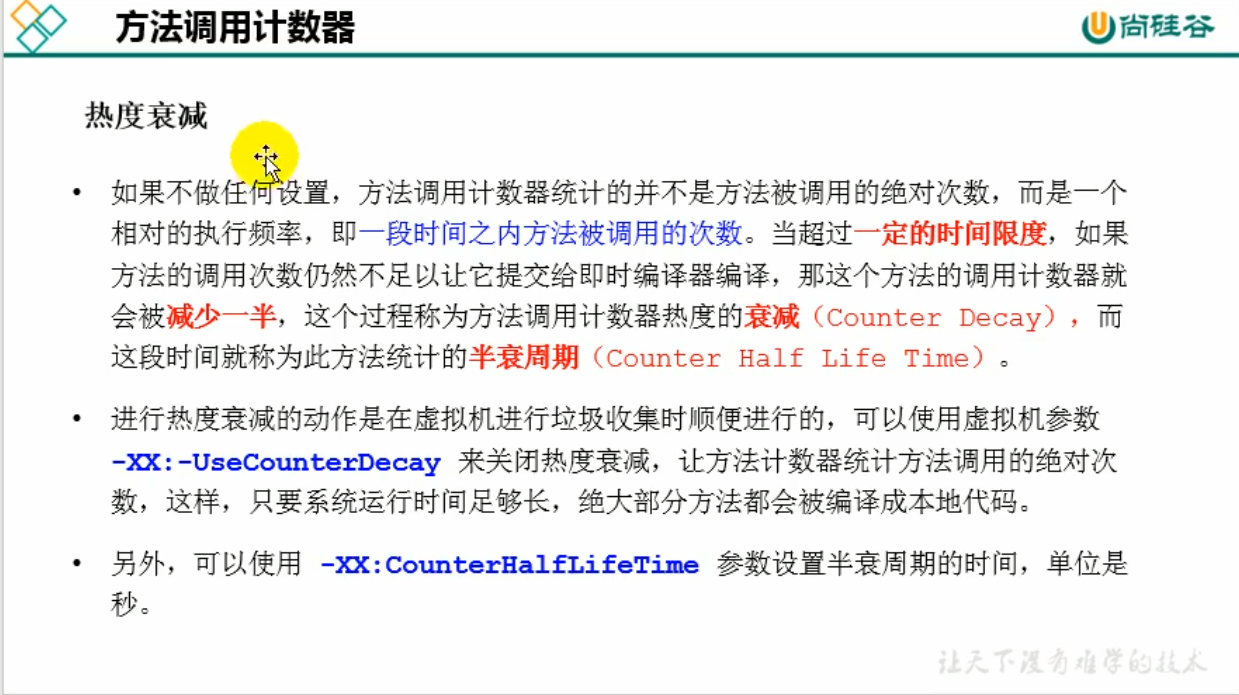 方法调用计数器
尚硅谷
热度衰减
• 如果不做任何设置，方法调用计数器统计的并不是方法被调用的绝对次数，而是一个
相对的执行频率，即一段时间之内方法被调用的次数。当超过一定的时间限度，如果
方法的调用次数仍然不足以让它提交给即时编译器编译，那这个方法的调用计数器就
会被减少一半，这个过程称为方法调用计数器热度的衰减（Counter Decay），而
这段时间就称为此方法统计的半衰周期（Counter Half Life Time）。
• 进行热度衰减的动作是在虚拟机进行垃圾收集时顺便进行的，可以使用虚拟机参数
-XX:-UseCounterDecay 来关闭热度衰减，让方法计数器统计方法调用的绝对次
数，这样，只要系统运行时间足够长，绝大部分方法都会被编译成本地代码。
• 另外，可以使用 -XX:CounterHalfLifeTime 参数设置半衰周期的时间，单位是
秒。
让天下没有难学的技术